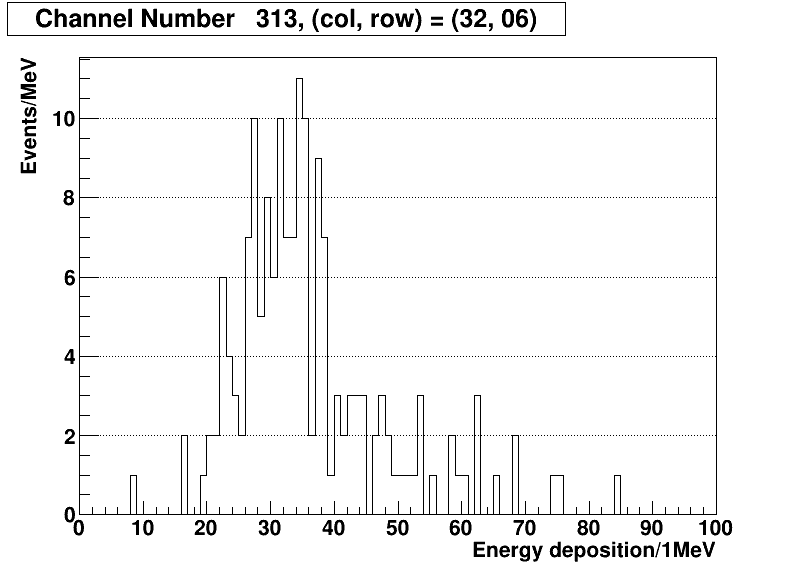 Channel Number   313, (col, row) = (32, 06)
Events/MeV
10
8
6
4
2
0
0 10 20 30 40 50 60 70 80 90 100
Energy deposition/1MeV